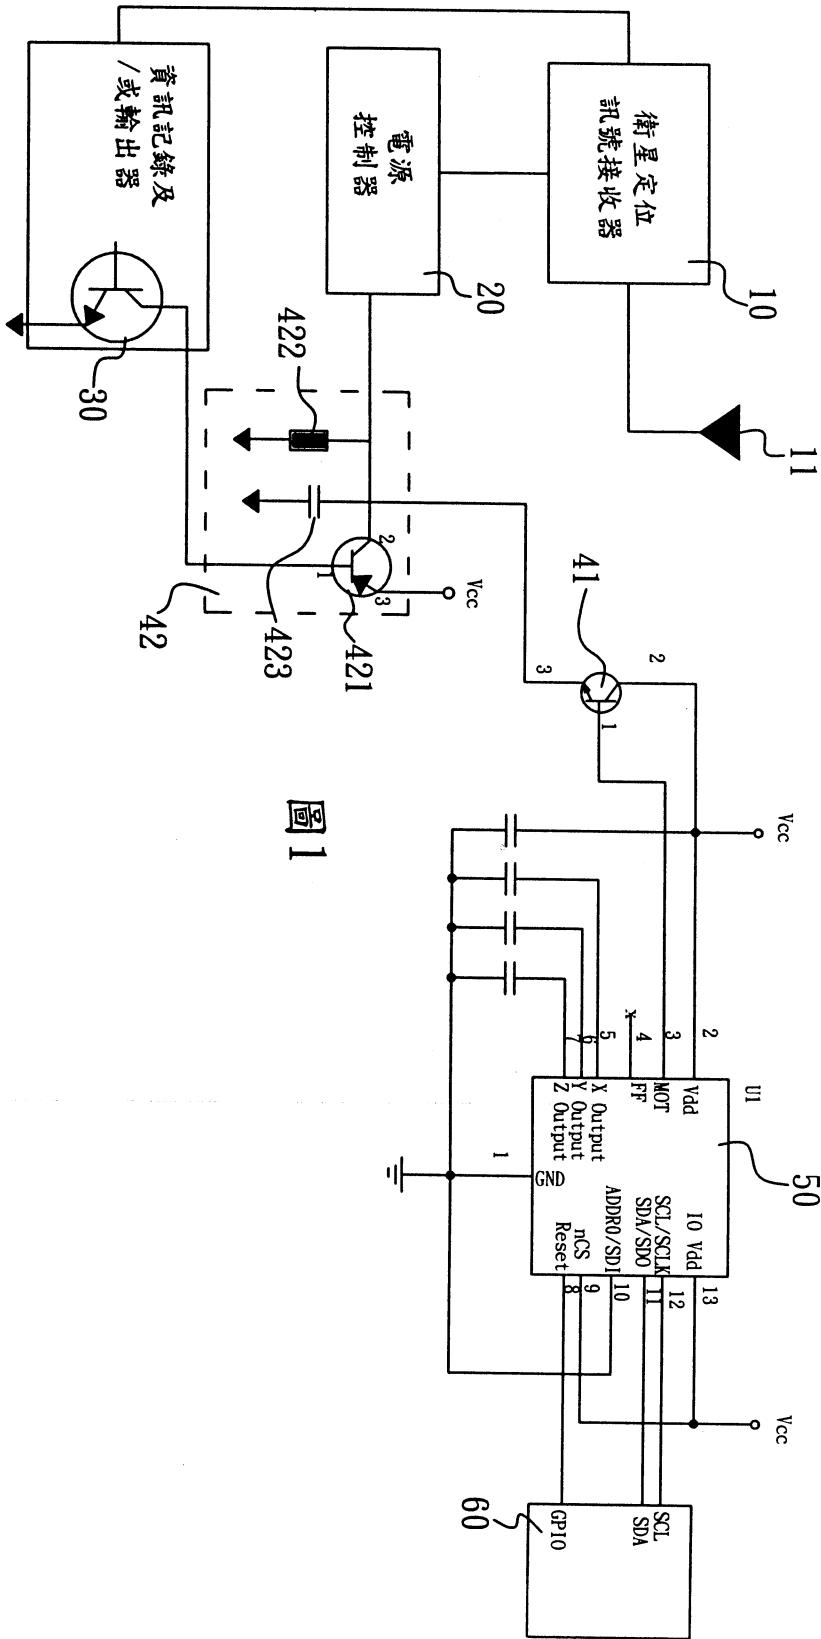 資訊記錄及
/或輸出器
30
電源
控制器
20
衛星定位
訊號接收器
10
11
422
423
42
421
1
2
3
Vcc
41
3
2
1
Vcc
圖1
U1
50
2
3
4
5
6
7
x
Vdd
MOT
FF
X Output
Y Output
Z Output
1
GND
IO Vdd
SCL/SCLK
SDA/SDO
ADDR0/SDI
nCS
Reset
13
12
11
10
9
8
Vcc
SCL
SDA
GPIO
60